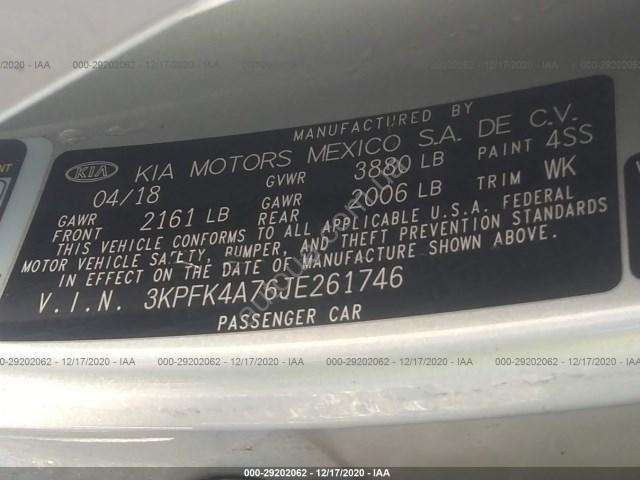 000-29202062 - 12/17/2020 - IAA
MANUFACTURED BY
KIA KIA MOTORS MEXICO S.A. DE C.V.
04/18 GVWR 3880 LB PAINT 4SS
GAWR FRONT 2161 LB GAWR REAR 2006 LB TRIM WK
THIS VEHICLE CONFORMS TO ALL APPLICABLE U.S.A. FEDERAL
MOTOR VEHICLE SAFETY, BUMPER, AND THEFT PREVENTION STANDARDS
IN EFFECT ON THE DATE OF MANUFACTURE SHOWN ABOVE.
V.I.N. 3KPFK4A76JE261746
PASSENGER CAR
000-29202062 - 12/17/2020 - IAA
000-29202062 - 12/17/2020 - IAA